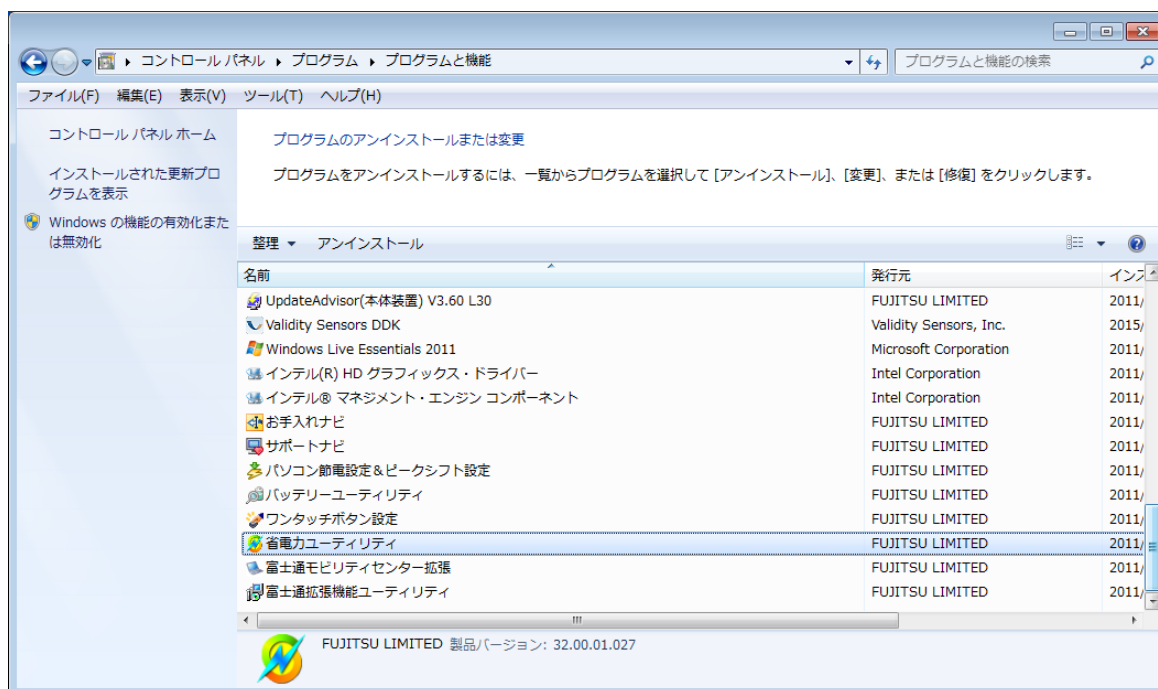 コントロール パネル ▸ プログラム ▸ プログラムと機能
プログラムと機能の検索
ファイル(F) 編集(E) 表示(V) ツール(T) ヘルプ(H)
コントロール パネル ホーム
インストールされた更新プロ
グラムを表示
Windows の機能の有効化また
は無効化
プログラムのアンインストールまたは変更
プログラムをアンインストールするには、一覧からプログラムを選択して [アンインストール]、[変更]、または [修復] をクリックします。
整理 アンインストール
名前 発行元 インス
UpdateAdvisor(本体装置) V3.60 L30 FUJITSU LIMITED 2011/
Validity Sensors DDK Validity Sensors, Inc. 2015/
Windows Live Essentials 2011 Microsoft Corporation 2011/
インテル(R) HD グラフィックス・ドライバー Intel Corporation 2011/
インテル® マネジメント・エンジン コンポーネント Intel Corporation 2011/
お手入れナビ FUJITSU LIMITED 2011/
サポートナビ FUJITSU LIMITED 2011/
パソコン節電設定&ピークシフト設定 FUJITSU LIMITED 2011/
バッテリーユーティリティ FUJITSU LIMITED 2011/
ワンタッチボタン設定 FUJITSU LIMITED 2011/
省電力ユーティリティ FUJITSU LIMITED 2011/
富士通モビリティセンター拡張 FUJITSU LIMITED 2011/
富士通拡張機能ユーティリティ FUJITSU LIMITED 2011/
FUJITSU LIMITED 製品バージョン: 32.00.01.027